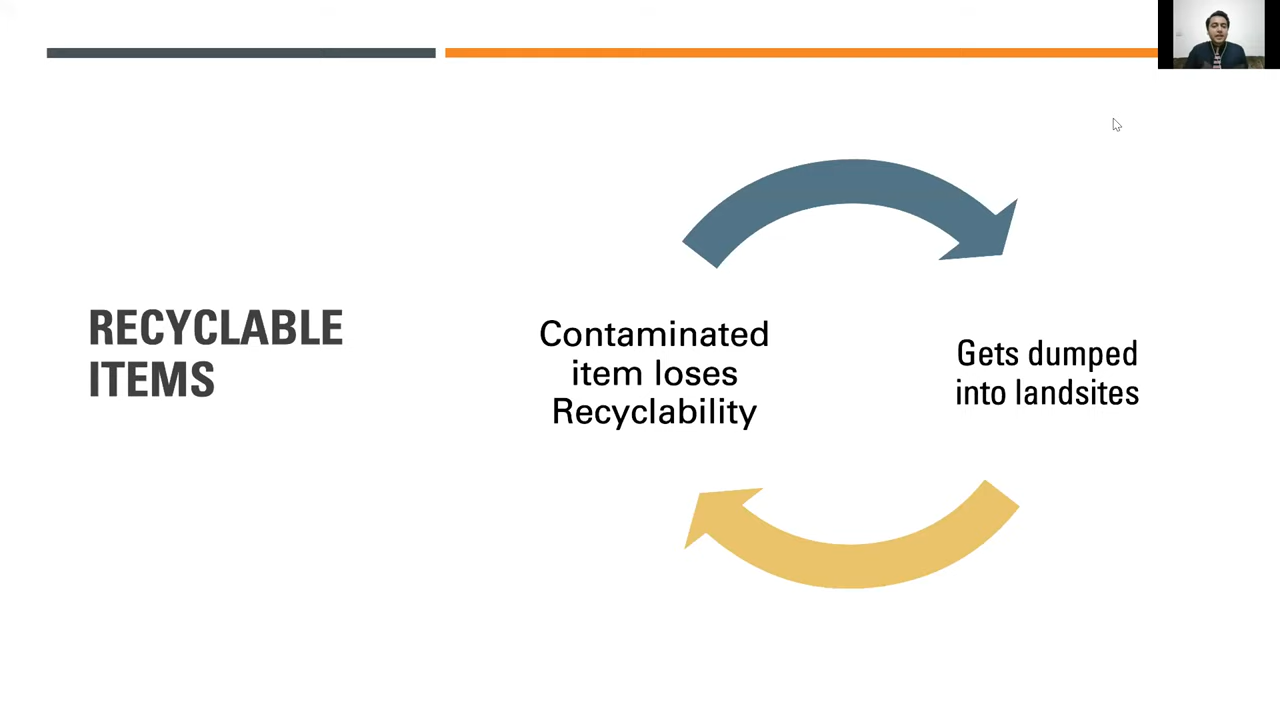 RECYCLABLE
ITEMS
Contaminated
item loses
Recyclability
Gets dumped
into landsites